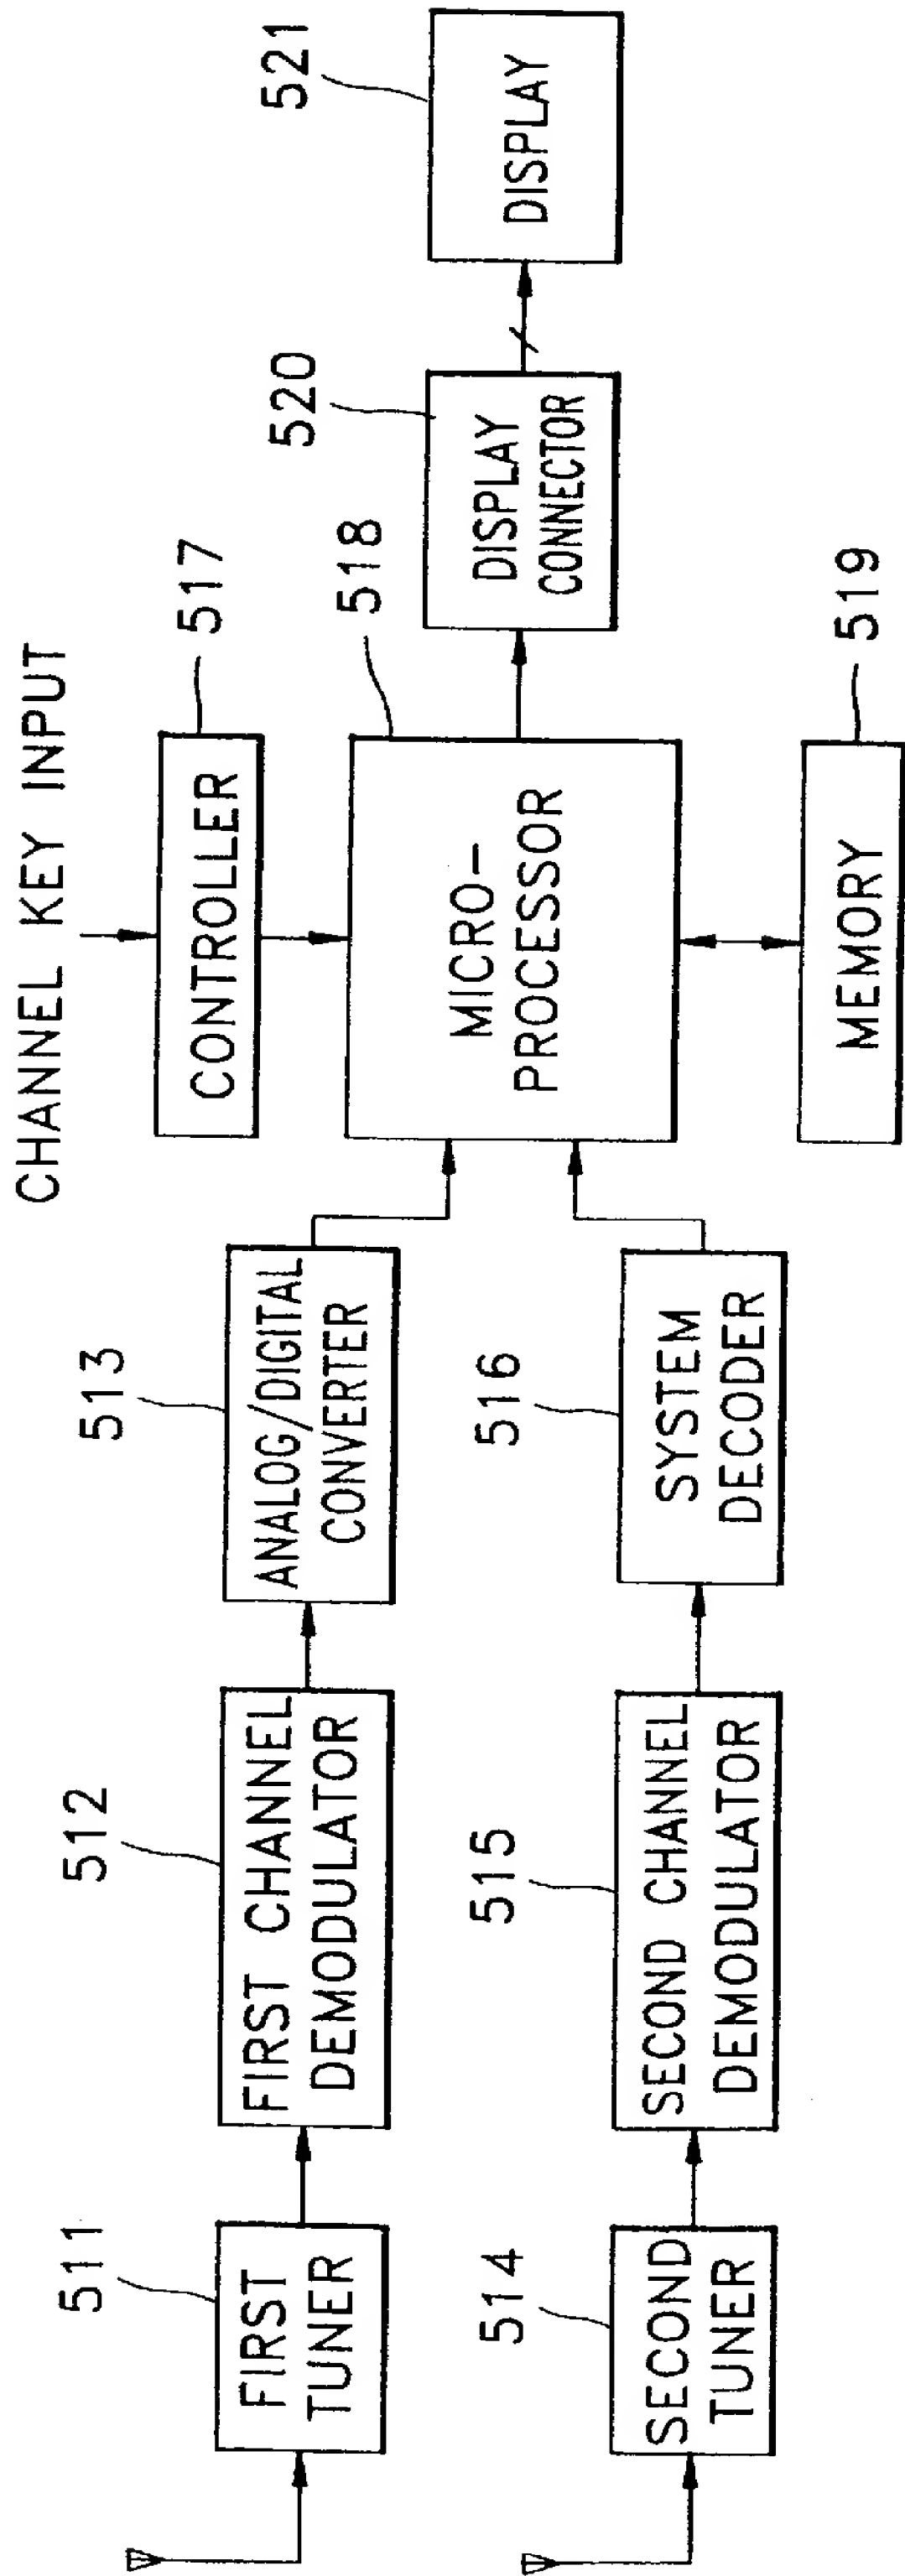 CHANNEL KEY INPUT
511
FIRST
TUNER
512
FIRST CHANNEL
DEMODULATOR
513
ANALOG/DIGITAL
CONVERTER
517
CONTROLLER
518
MICRO-
PROCESSOR
520
DISPLAY
CONNECTOR
521
DISPLAY
514
SECOND
TUNER
515
SECOND CHANNEL
DEMODULATOR
516
SYSTEM
DECODER
519
MEMORY